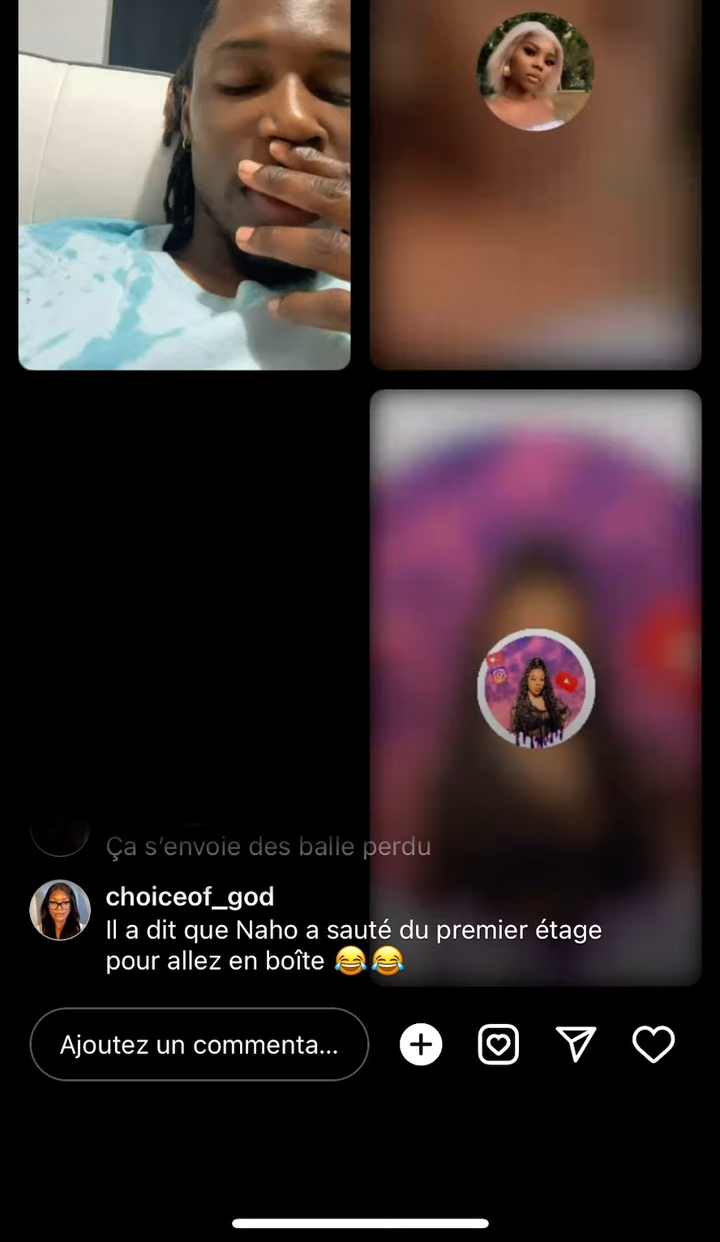 Ça s'envoie des balle perdu
choiceof_god
Il a dit que Naho a sauté du premier étage
pour allez en boîte 😂😂
Ajoutez un commenta...